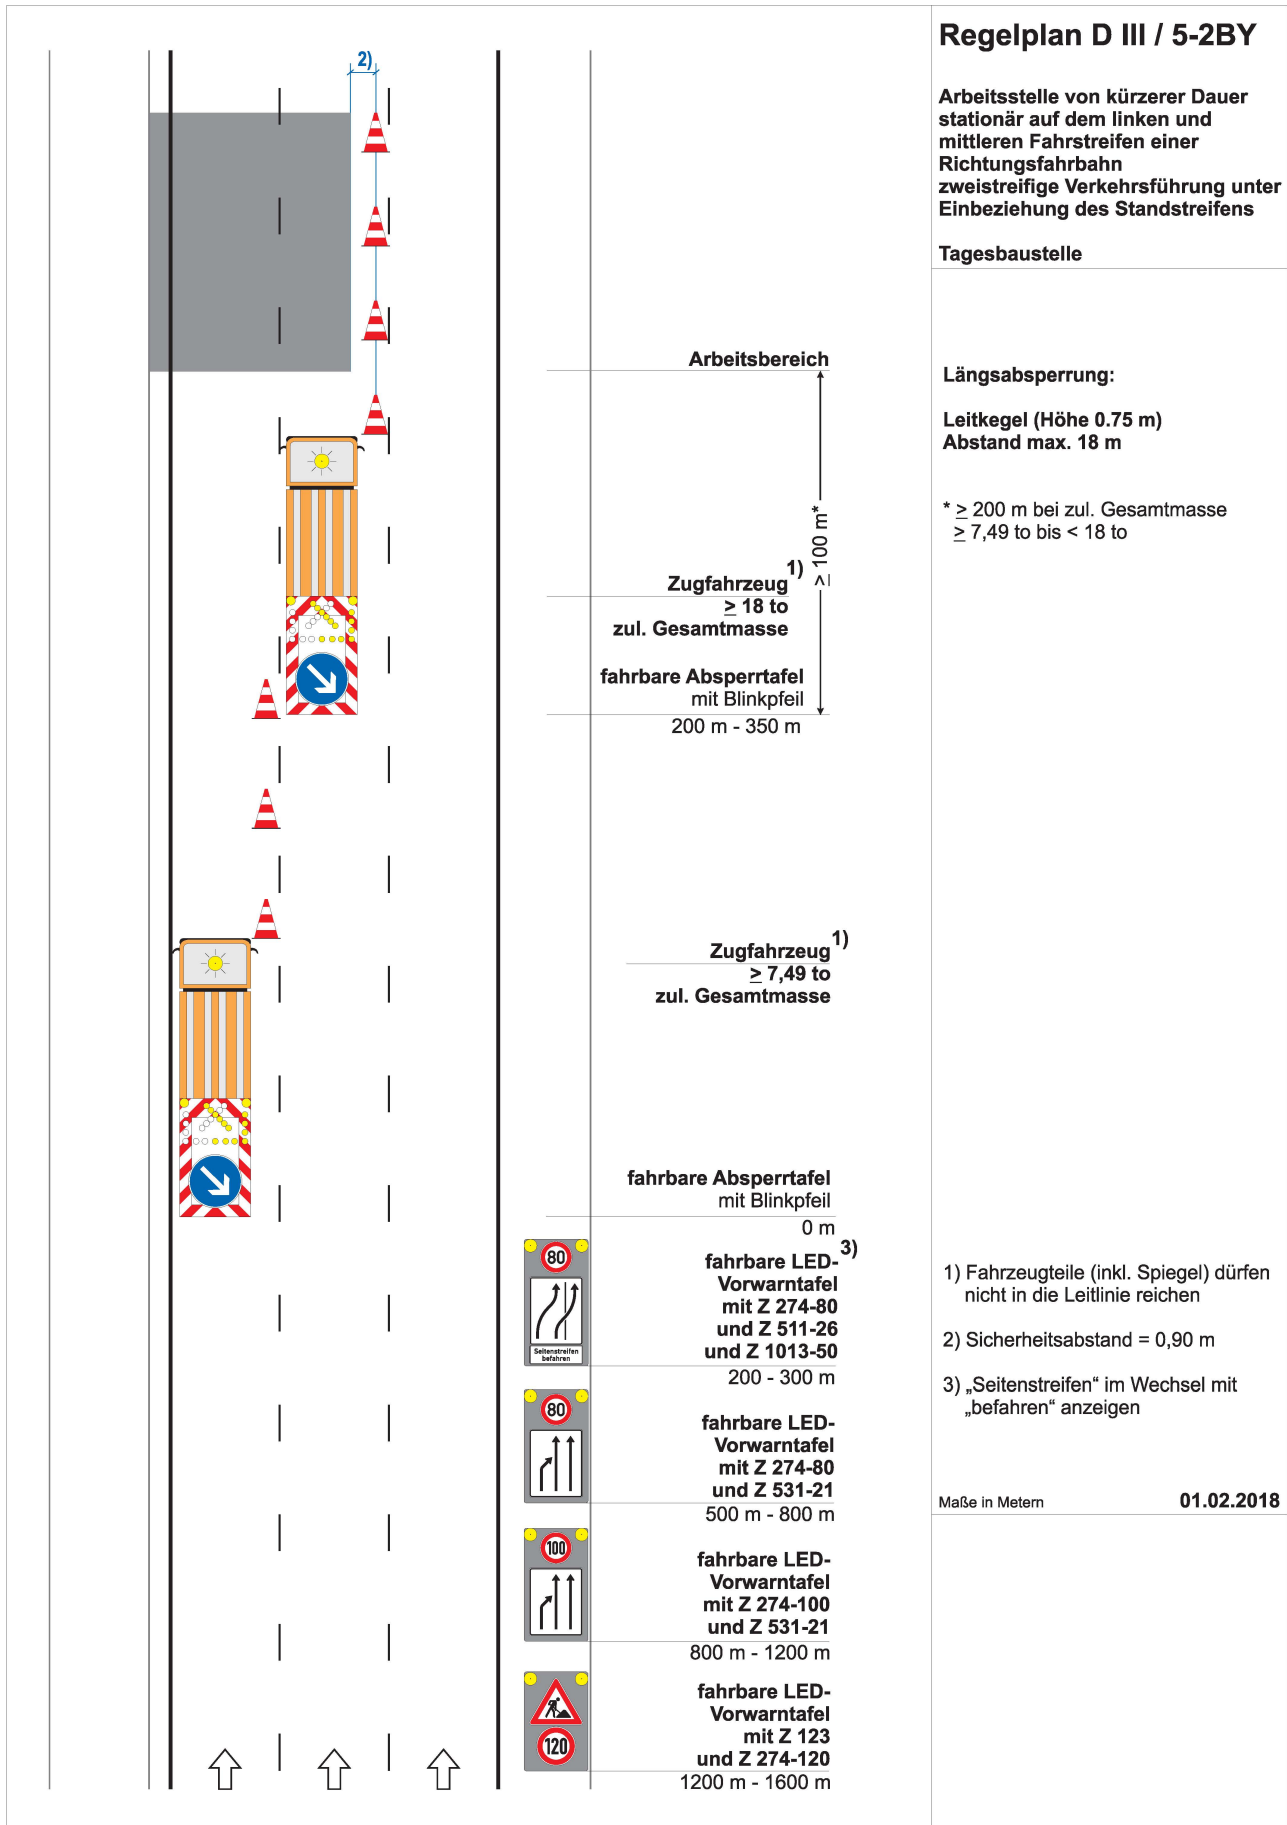 Regelplan D III / 5-2BY
Arbeitsstelle von kürzerer Dauer
stationär auf dem linken und
mittleren Fahrstreifen einer
Richtungsfahrbahn
zweistreifige Verkehrsführung unter
Einbeziehung des Standstreifens
Tagesbaustelle
2)
Arbeitsbereich
Längsabsperrung:
Leitkegel (Höhe 0.75 m)
Abstand max. 18 m
* ≥ 200 m bei zul. Gesamtmasse
≥ 7,49 to bis < 18 to
≥ 100 m*
Zugfahrzeug 1)
≥ 18 to
zul. Gesamtmasse
fahrbare Absperrtafel
mit Blinkpfeil
200 m - 350 m
Zugfahrzeug 1)
≥ 7,49 to
zul. Gesamtmasse
fahrbare Absperrtafel
mit Blinkpfeil
0 m
80
Seitenstreifen
befahren
fahrbare LED- 3)
Vorwarntafel
mit Z 274-80
und Z 511-26
und Z 1013-50
200 - 300 m
80
fahrbare LED-
Vorwarntafel
mit Z 274-80
und Z 531-21
500 m - 800 m
100
fahrbare LED-
Vorwarntafel
mit Z 274-100
und Z 531-21
800 m - 1200 m
120
fahrbare LED-
Vorwarntafel
mit Z 123
und Z 274-120
1200 m - 1600 m
1) Fahrzeugteile (inkl. Spiegel) dürfen
nicht in die Leitlinie reichen
2) Sicherheitsabstand = 0,90 m
3) „Seitenstreifen“ im Wechsel mit
„befahren“ anzeigen
Maße in Metern 01.02.2018